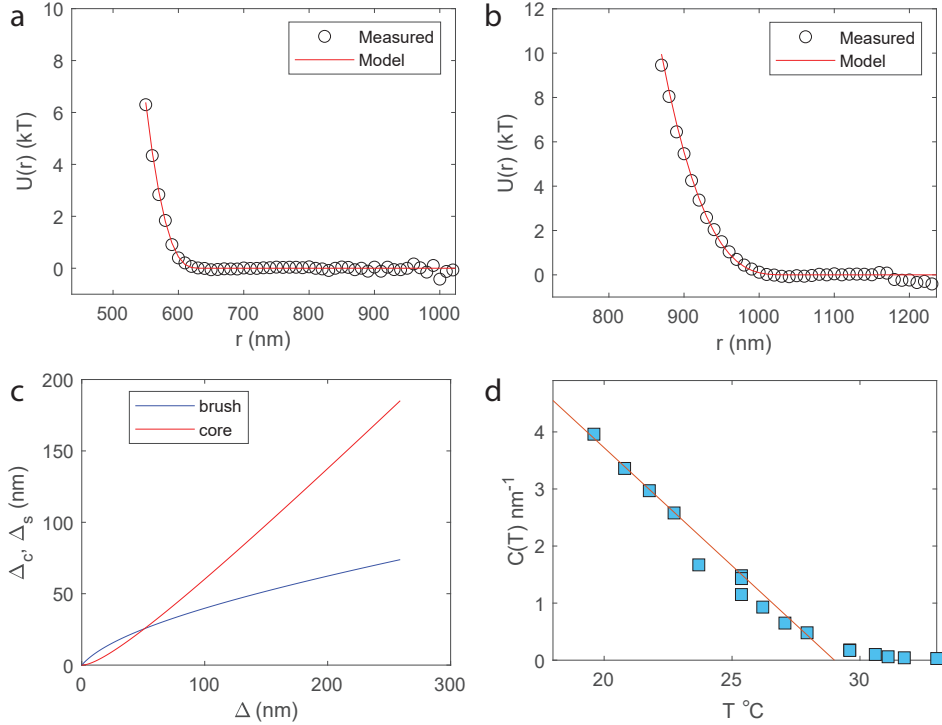 a
10
8
6
4
2
0
U(r) (kT)
500 600 700 800 900 1000
r (nm)
Measured
Model
b
12
10
8
6
4
2
0
U(r) (kT)
800 900 1000 1100 1200
r (nm)
Measured
Model
c
200
150
100
50
0
Δc, Δs (nm)
0 100 200 300
Δ (nm)
brush
core
d
4
3
2
1
0
C(T) nm⁻¹
20 25 30
T °C